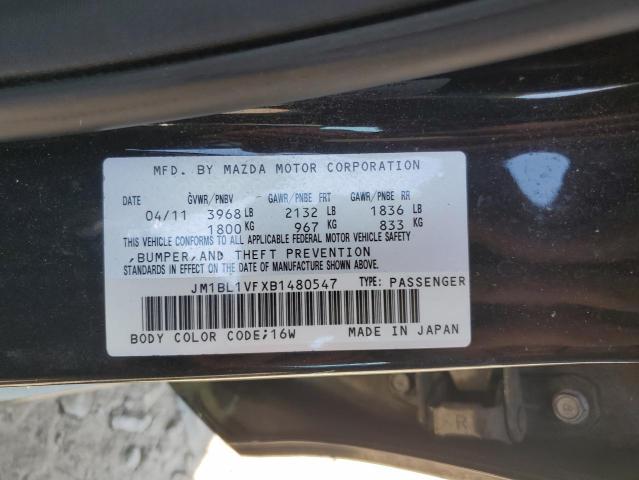 MFD. BY MAZDA MOTOR CORPORATION
DATE GVWR/PNBV GAWR/PNBE FRT GAWR/PNBE RR
04/11 3968 LB 2132 LB 1836 LB
1800 KG 967 KG 833 KG
THIS VEHICLE CONFORMS TO ALL APPLICABLE FEDERAL MOTOR VEHICLE SAFETY
,BUMPER,AND THEFT PREVENTION
STANDARDS IN EFFECT ON THE DATE OF MANUFACTURE SHOWN ABOVE.
JM1BL1VFXB1480547 TYPE: PASSENGER
BODY COLOR CODE;16W MADE IN JAPAN
R